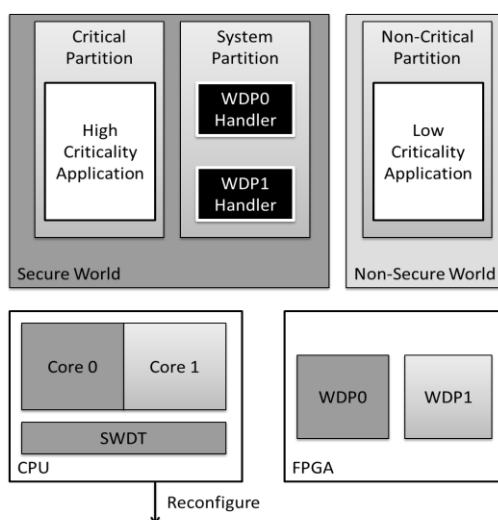 Critical
Partition
High
Criticality
Application
System
Partition
WDP0
Handler
WDP1
Handler
Secure World
Non-Critical
Partition
Low
Criticality
Application
Non-Secure World
Core 0
Core 1
SWDT
CPU
WDP0
WDP1
FPGA
Reconfigure